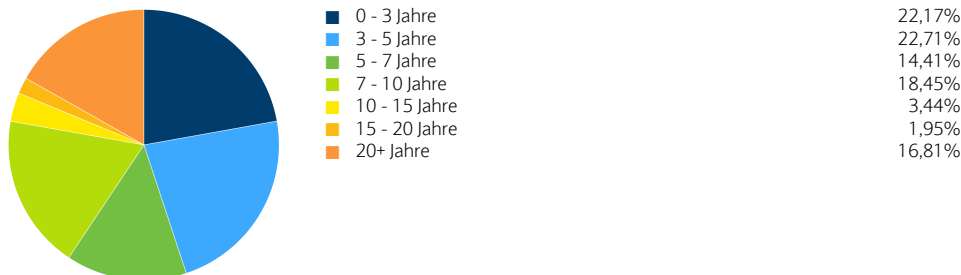 0 - 3 Jahre 22,17%
3 - 5 Jahre 22,71%
5 - 7 Jahre 14,41%
7 - 10 Jahre 18,45%
10 - 15 Jahre 3,44%
15 - 20 Jahre 1,95%
20+ Jahre 16,81%